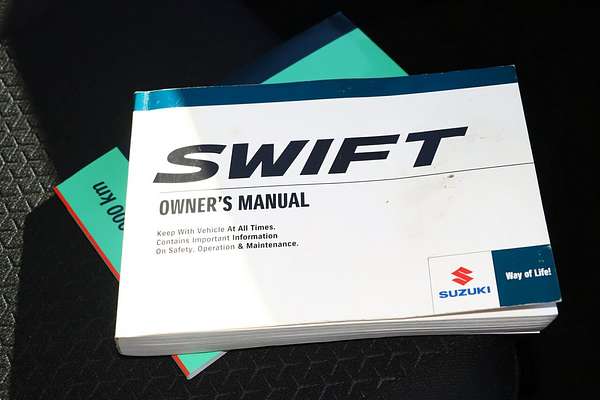 SWIFT
OWNER'S MANUAL
Keep With Vehicle At All Times.
Contains Important Information
On Safety, Operation & Maintenance.
SUZUKI
Way of Life!
000 km